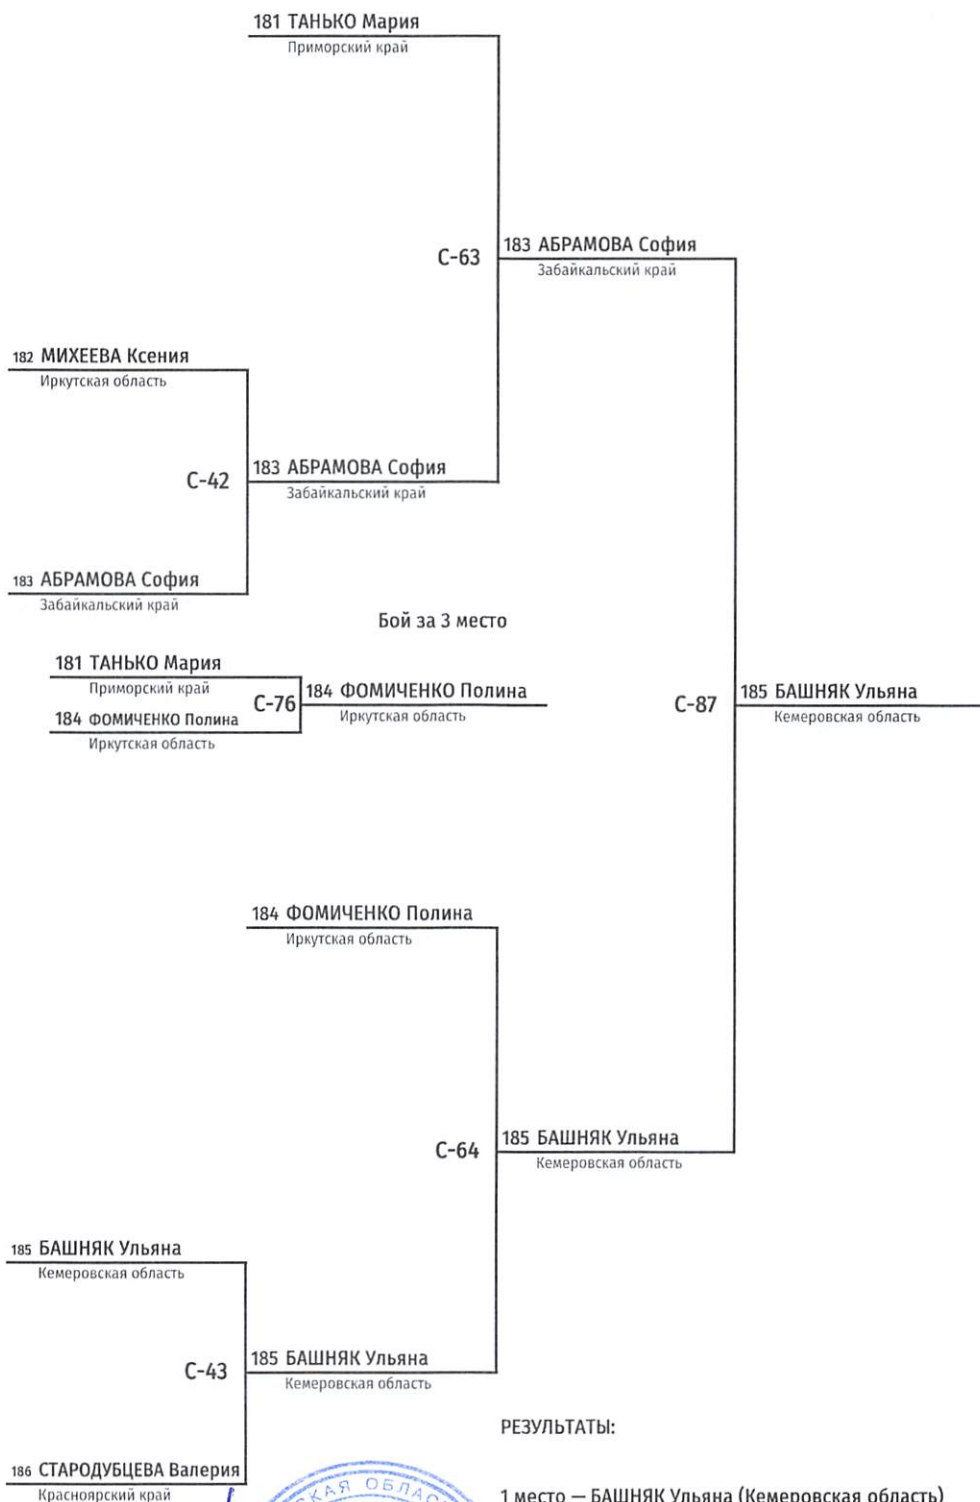 181 ТАНЬКО Мария
Приморский край
С-63
183 АБРАМОВА София
Забайкальский край
182 МИХЕЕВА Ксения
Иркутская область
С-42
183 АБРАМОВА София
Забайкальский край
183 АБРАМОВА София
Забайкальский край
Бой за 3 место
181 ТАНЬКО Мария
Приморский край
С-76
184 ФОМИЧЕНКО Полина
Иркутская область
184 ФОМИЧЕНКО Полина
Иркутская область
С-87
185 БАШНЯК Ульяна
Кемеровская область
184 ФОМИЧЕНКО Полина
Иркутская область
С-64
185 БАШНЯК Ульяна
Кемеровская область
185 БАШНЯК Ульяна
Кемеровская область
С-43
185 БАШНЯК Ульяна
Кемеровская область
186 СТАРОДУБЦЕВА Валерия
Красноярский край
РЕЗУЛЬТАТЫ:
1 место — БАШНЯК Ульяна (Кемеровская область)